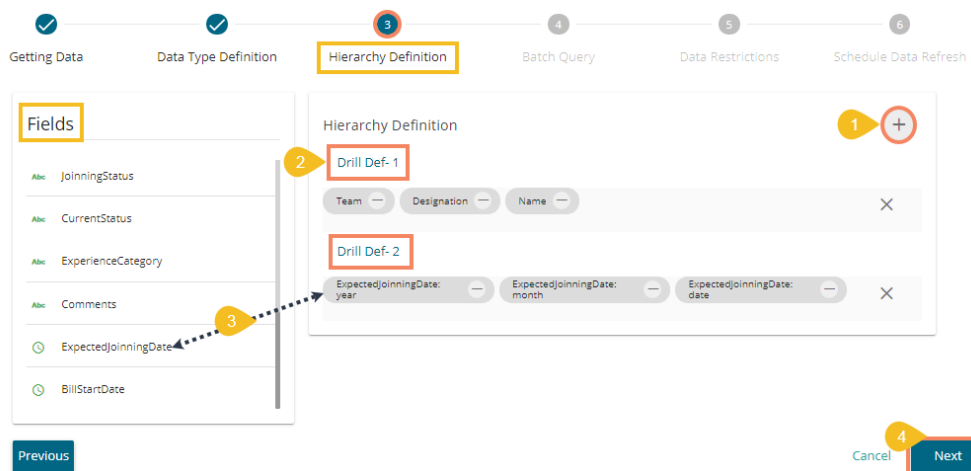 3 4 5 6
Getting Data Data Type Definition Hierarchy Definition Batch Query Data Restrictions Schedule Data Refresh
Fields
Abc JoinningStatus
Abc CurrentStatus
Abc ExperienceCategory
Abc Comments
ExpectedJoinningDate
BillStartDate
3
Hierarchy Definition
1 +
2 Drill Def- 1
Team — Designation — Name — ×
Drill Def- 2
ExpectedJoinningDate:
year —
ExpectedJoinningDate:
month —
ExpectedJoinningDate:
date — ×
Previous
Cancel
4
Next